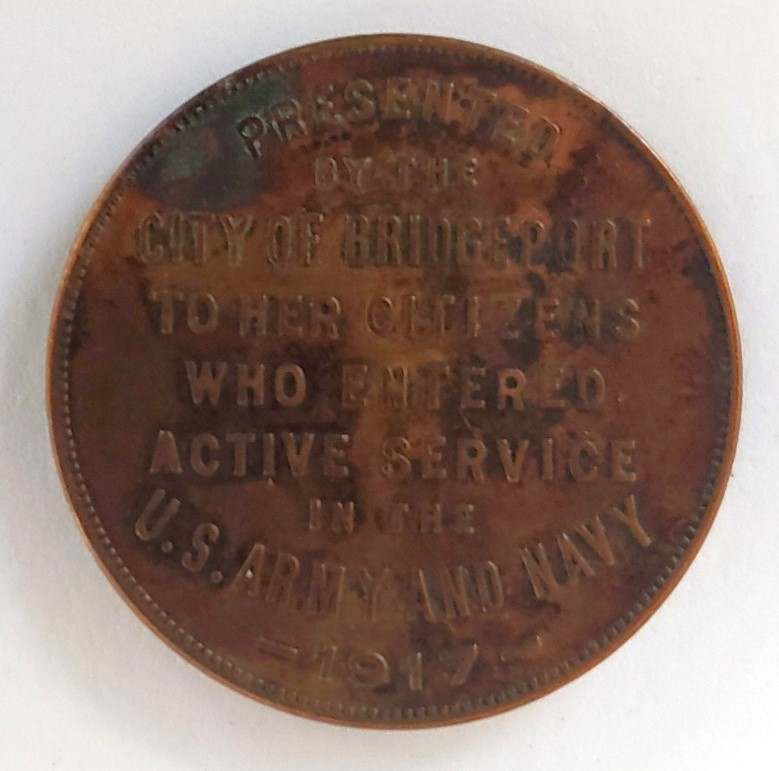 PRESENTED
BY THE
CITY OF BRIDGEPORT
TO HER CITIZENS
WHO ENTERED
ACTIVE SERVICE
IN THE
U.S. ARMY AND NAVY
=1917=